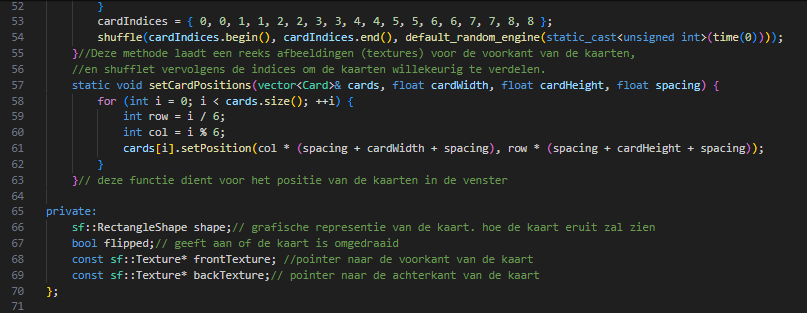 52 }
53 cardIndices = { 0, 0, 1, 1, 2, 2, 3, 3, 4, 4, 5, 5, 6, 6, 7, 7, 8, 8 };
54 shuffle(cardIndices.begin(), cardIndices.end(), default_random_engine(static_cast<unsigned int>(time(0))));
55 }//Deze methode laadt een reeks afbeeldingen (textures) voor de voorkant van de kaarten,
56 //en shufflet vervolgens de indices om de kaarten willekeurig te verdelen.
57 static void setCardPositions(vector<Card>& cards, float cardWidth, float cardHeight, float spacing) {
58 for (int i = 0; i < cards.size(); ++i) {
59 int row = i / 6;
60 int col = i % 6;
61 cards[i].setPosition(col * (spacing + cardWidth + spacing), row * (spacing + cardHeight + spacing));
62 }
63 }// deze functie dient voor het positie van de kaarten in de venster
64
65 private:
66 sf::RectangleShape shape;// grafische representie van de kaart. hoe de kaart eruit zal zien
67 bool flipped;// geeft aan of de kaart is omgedraaid
68 const sf::Texture* frontTexture; //pointer naar de voorkant van de kaart
69 const sf::Texture* backTexture;// pointer naar de achterkant van de kaart
70 };
71